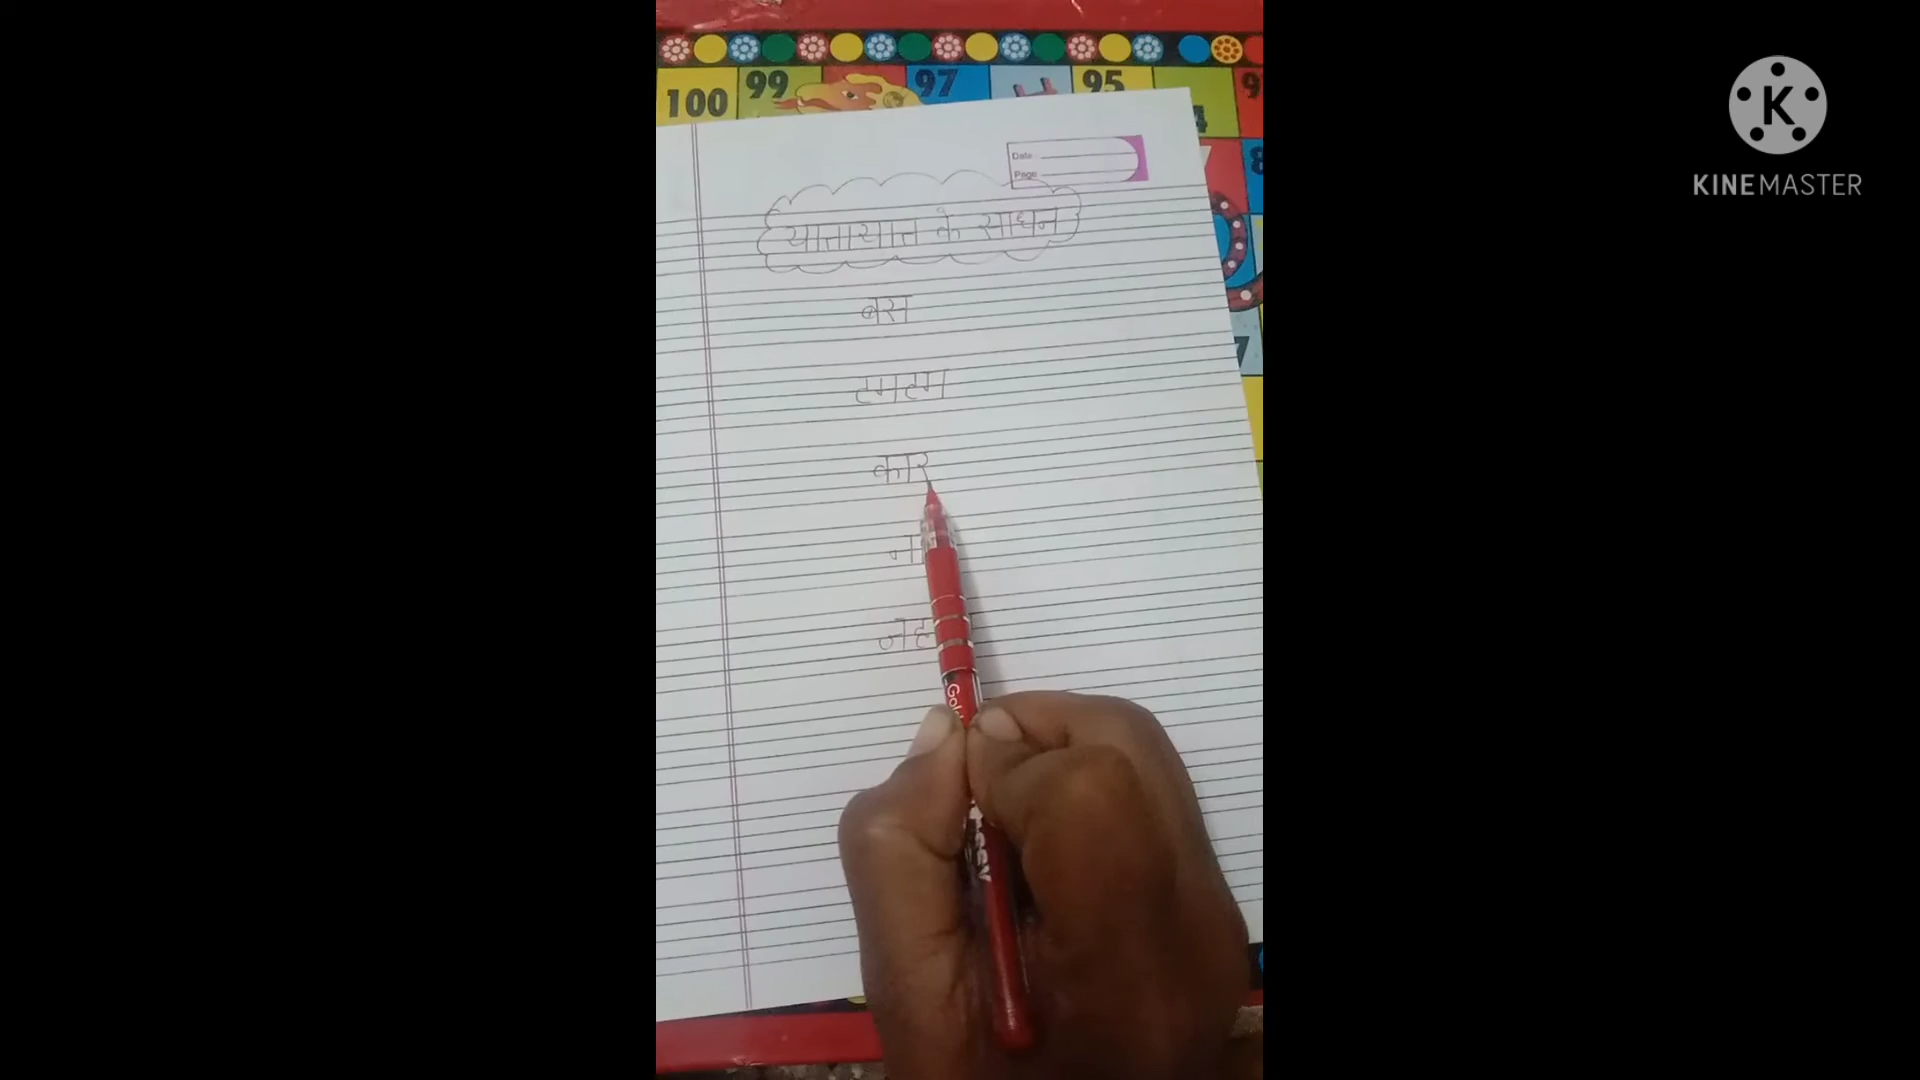 100 99 97 95
KINEMASTER
Date
Page
यातायात के साधन
बस
टमटम
कार